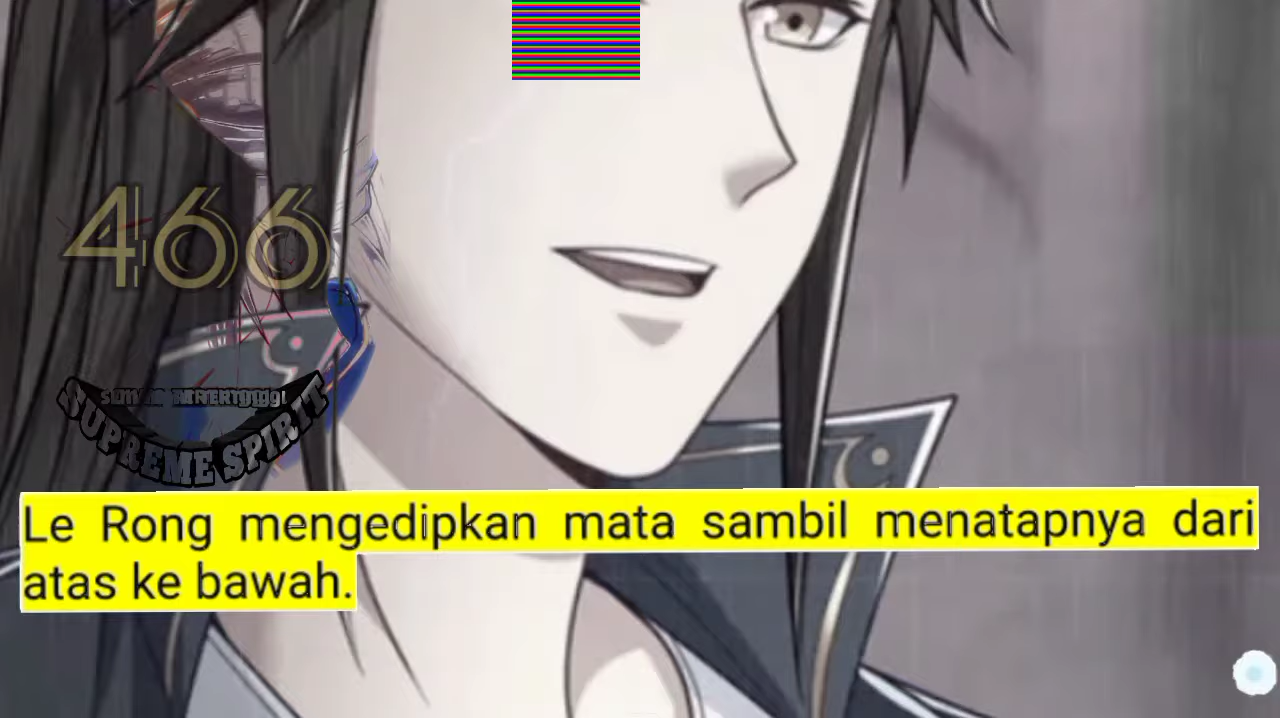 466
SUPREME SPIRIT
Le Rong mengedipkan mata sambil menatapnya dari
atas ke bawah.